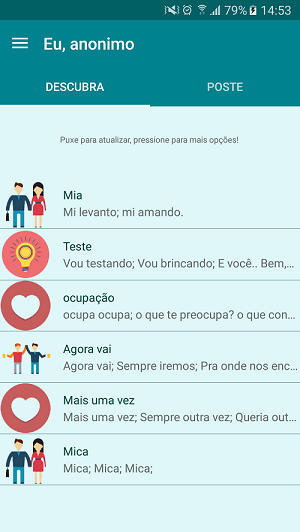 79% 14:53
Eu, anonimo
DESCUBRA POSTE
Puxe para atualizar, pressione para mais opções!
Mia
Mi levanto; mi amando.
Teste
Vou testando; Vou brincando; E você.. Bem,...
ocupação
ocupa ocupa; o que te preocupa? o que con...
Agora vai
Agora vai; Sempre iremos; Pra onde nos enc...
Mais uma vez
Mais uma vez; Sempre outra vez; Queria out...
Mica
Mica; Mica; Mica;